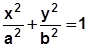 x²/a² + y²/b² = 1